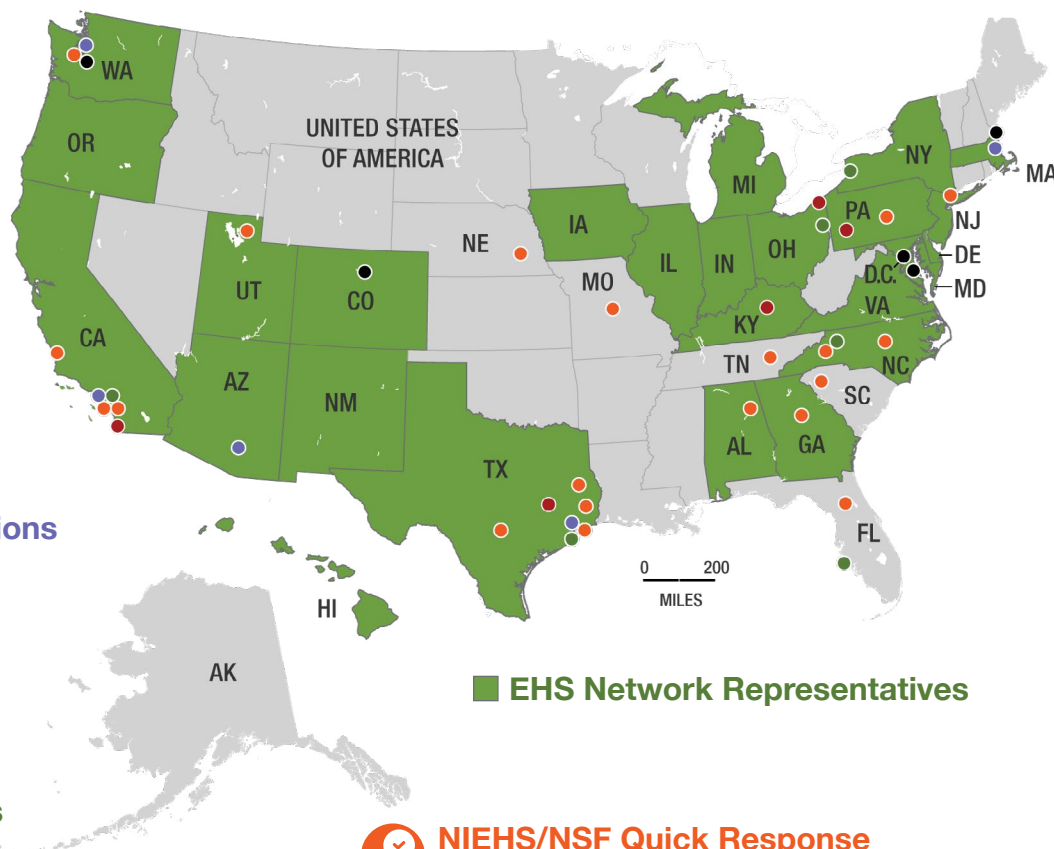 WA
OR
UNITED STATES
OF AMERICA
NY
MA
MI
PA
NJ
IA
NE
OH
DE
IL
IN
D.C.
MD
UT
CO
MO
VA
CA
KY
NC
TN
AZ
NM
SC
AL
GA
TX
ions
FL
0 200
MILES
HI
AK
EHS Network Representatives
s
NIEHS/NSF Quick Response